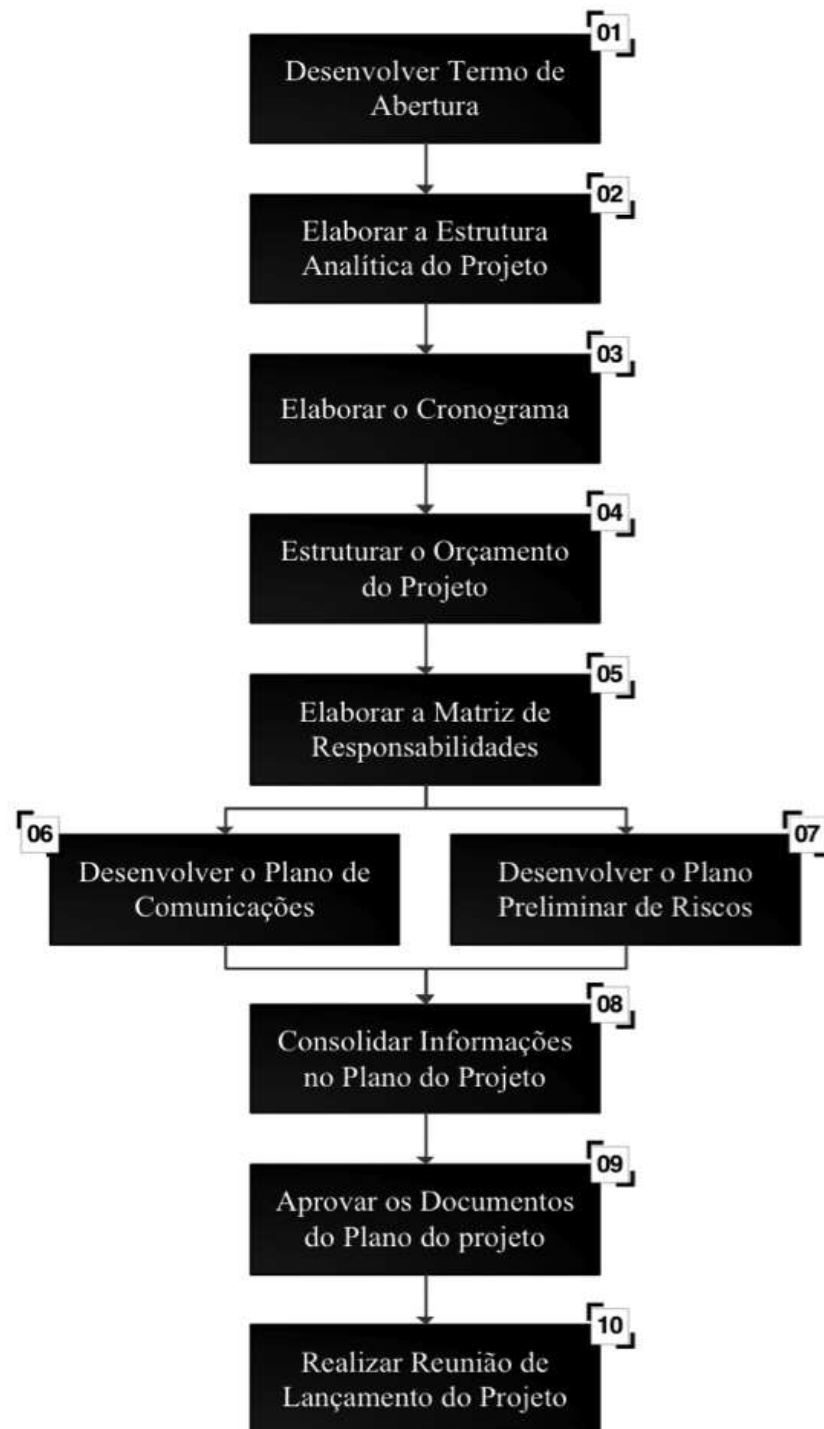 01
Desenvolver Termo de
Abertura
02
Elaborar a Estrutura
Analítica do Projeto
03
Elaborar o Cronograma
04
Estruturar o Orçamento
do Projeto
05
Elaborar a Matriz de
Responsabilidades
06
Desenvolver o Plano de
Comunicações
07
Desenvolver o Plano
Preliminar de Riscos
08
Consolidar Informações
no Plano do Projeto
09
Aprovar os Documentos
do Plano do projeto
10
Realizar Reunião de
Lançamento do Projeto